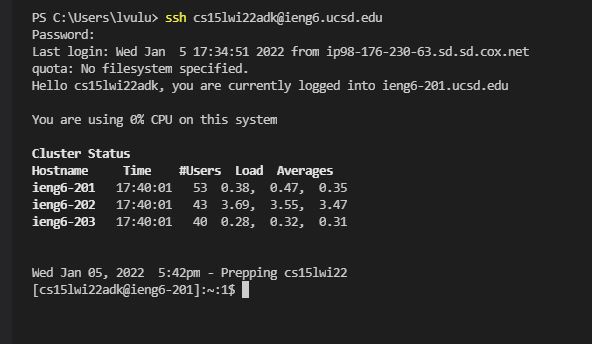 PS C:\Users\lvulu> ssh cs15lwi22adk@ieng6.ucsd.edu
Password:
Last login: Wed Jan  5 17:34:51 2022 from ip98-176-230-63.sd.sd.cox.net
quota: No filesystem specified.
Hello cs15lwi22adk, you are currently logged into ieng6-201.ucsd.edu
You are using 0% CPU on this system
Cluster Status
Hostname     Time    #Users  Load  Averages
ieng6-201   17:40:01   53  0.38,  0.47,  0.35
ieng6-202   17:40:01   43  3.69,  3.55,  3.47
ieng6-203   17:40:01   40  0.28,  0.32,  0.31
Wed Jan 05, 2022  5:42pm - Prepping cs15lwi22
[cs15lwi22adk@ieng6-201]:~:1$